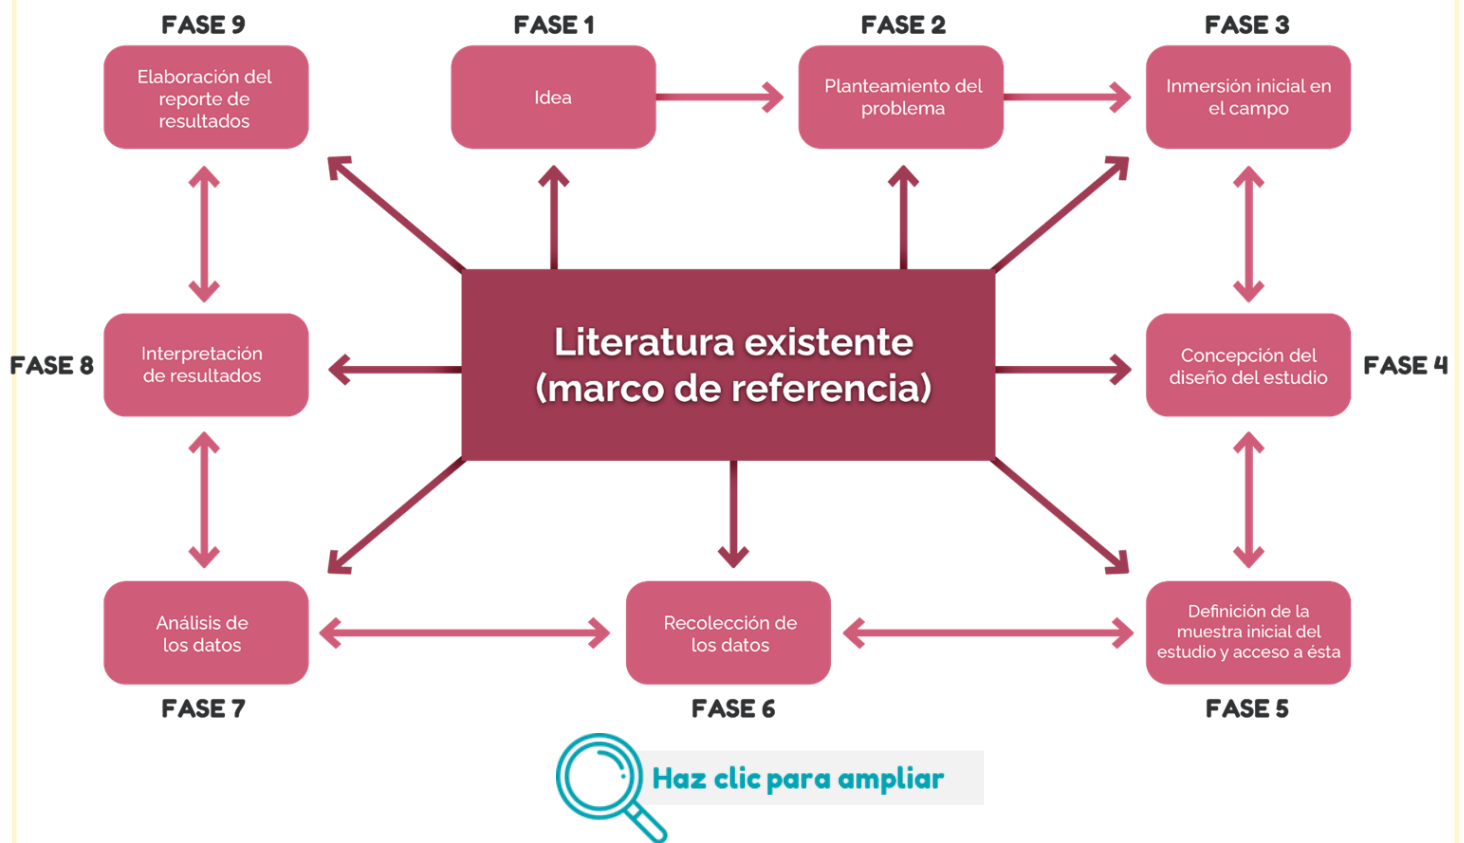 FASE 9
Elaboración del
reporte de
resultados
FASE 1
Idea
FASE 2
Planteamiento del
problema
FASE 3
Inmersión inicial en
el campo
Literatura existente
(marco de referencia)
FASE 8
Interpretación
de resultados
Concepción del
diseño del estudio
FASE 4
Análisis de
los datos
FASE 7
Recolección de
los datos
FASE 6
Definición de la
muestra inicial del
estudio y acceso a ésta
FASE 5
Haz clic para ampliar